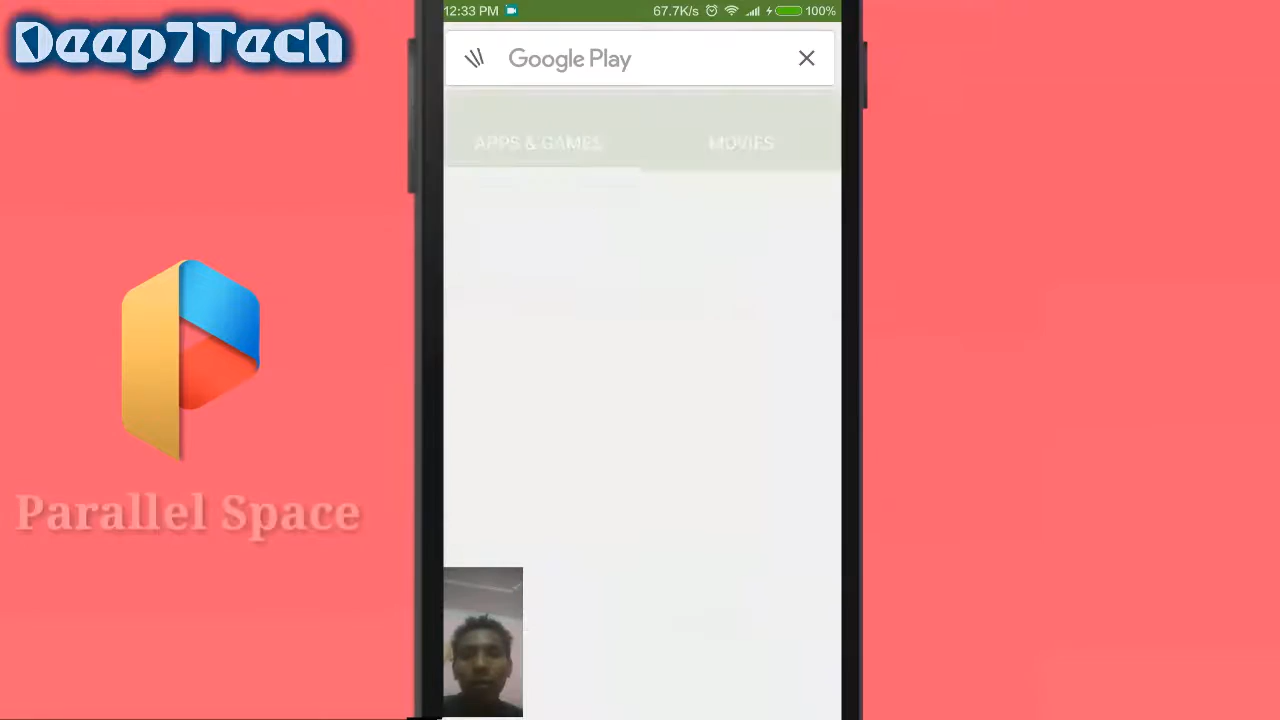 Deep7Tech
12:33 PM 67.7K/s 100%
Google Play
APPS & GAMES MOVIES
Parallel Space